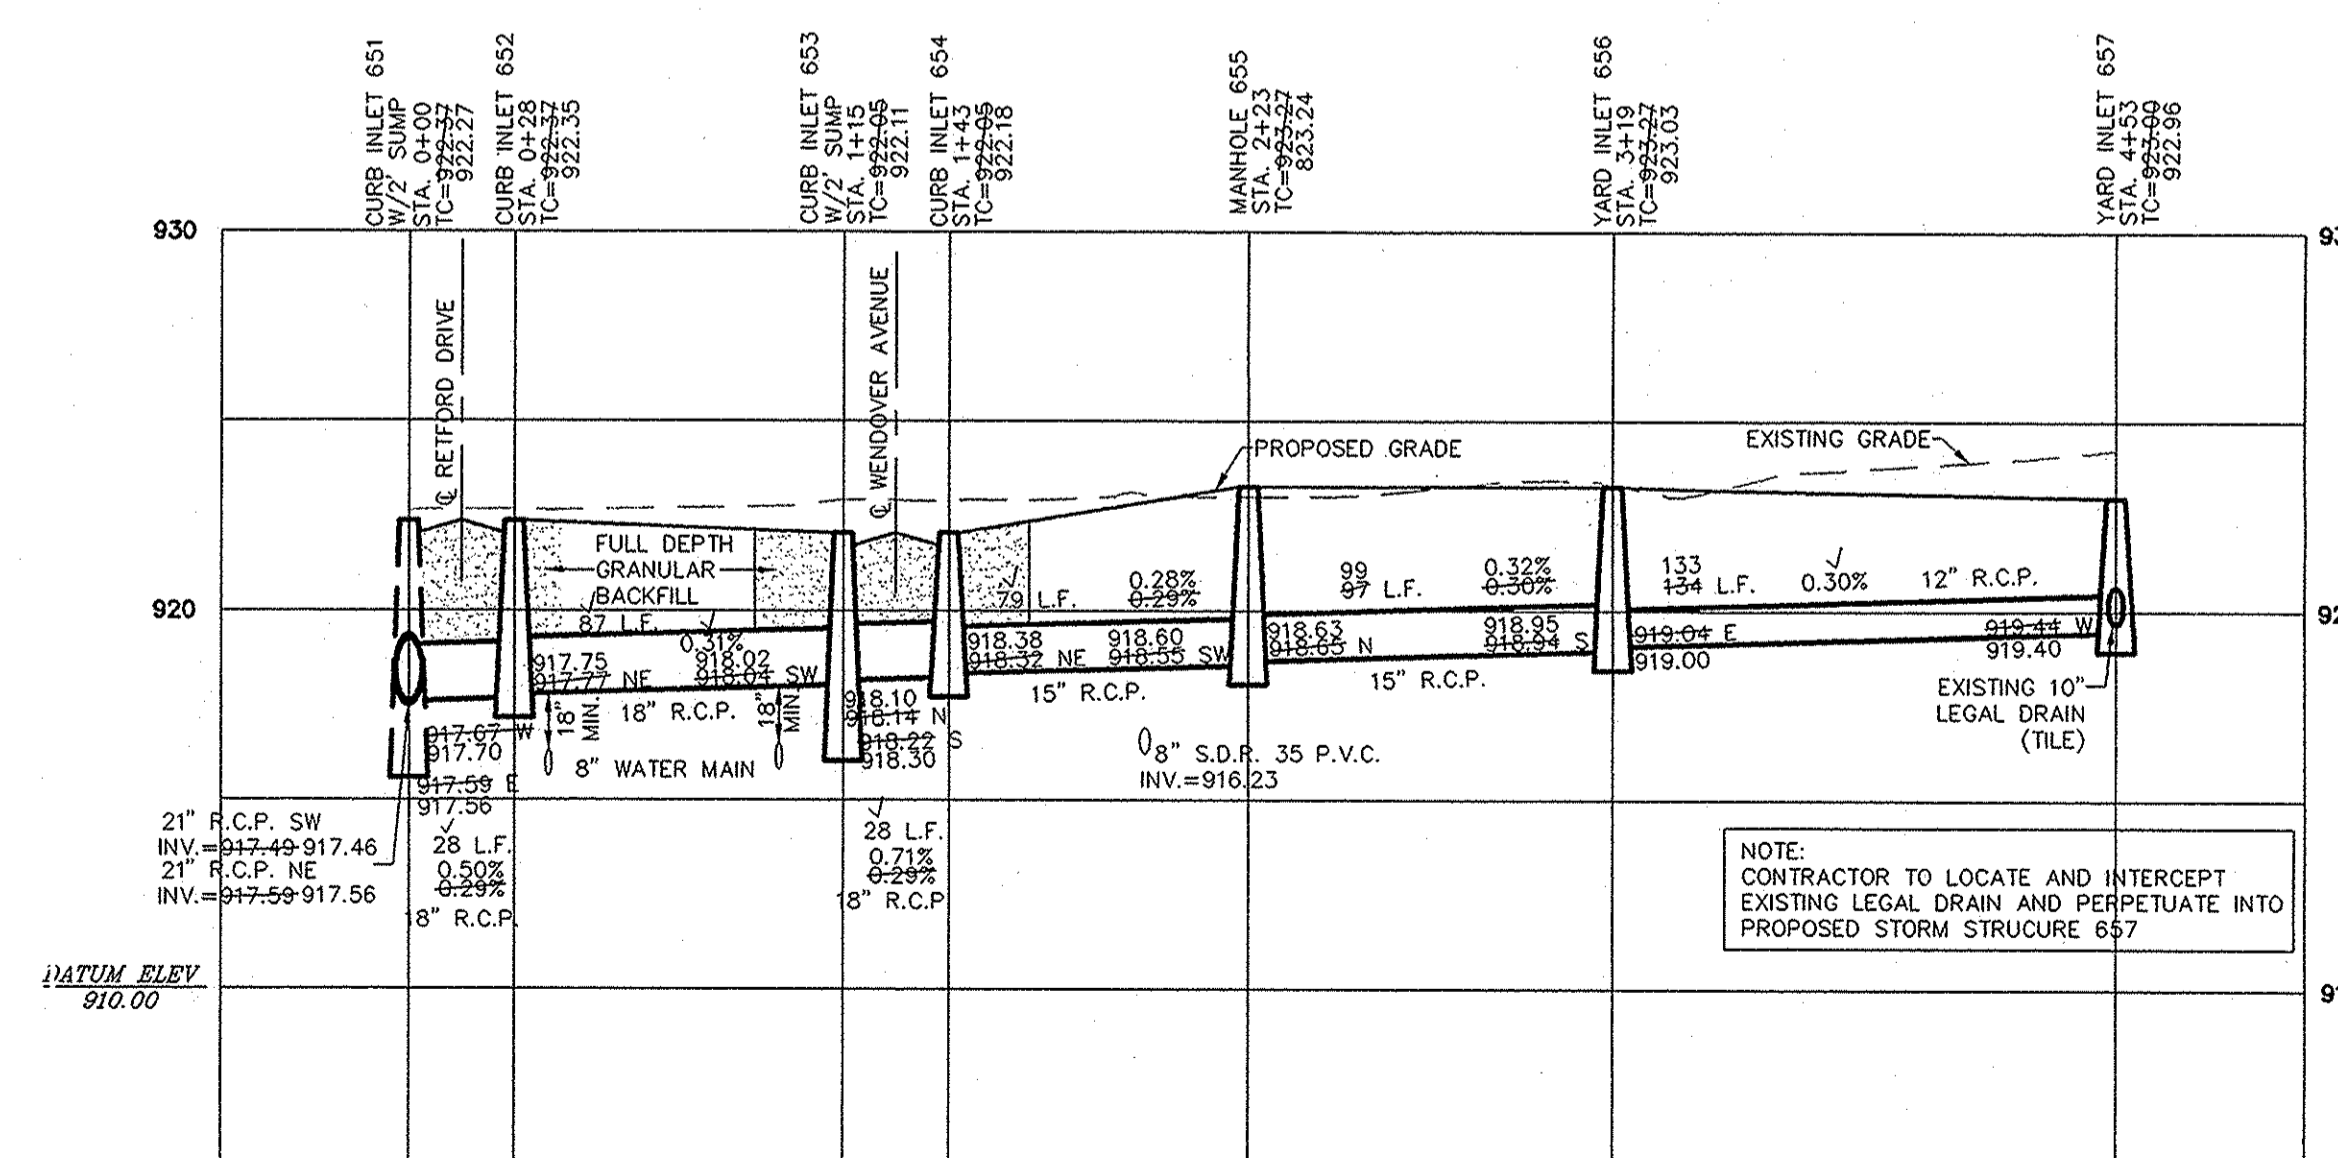 CURB INLET 651
W/2' SUMP
STA. 0+00
TC=922.37
922.27
CURB INLET 652
STA. 0+28
TC=922.37
922.35
CURB INLET 653
W/2' SUMP
STA. 1+15
TC=922.05
922.11
CURB INLET 654
STA. 1+43
TC=922.05
922.18
MANHOLE 655
STA. 2+23
TC=923.27
823.24
YARD INLET 656
STA. 3+19
TC=923.27
923.03
YARD INLET 657
STA. 4+53
TC=923.00
922.96
930
℄ RETFORD DRIVE
℄ WENDOVER AVENUE
PROPOSED GRADE
EXISTING GRADE
FULL DEPTH
GRANULAR
BACKFILL
920
87 L.F.
0.31%
79 L.F.
0.28%
0.29%
99
97 L.F.
0.32%
0.30%
133
134 L.F.
0.30%
12" R.C.P.
917.75
917.77 NE
918.02
918.04 SW
918.38
918.32 NE
918.60
918.55 SW
918.63
918.65 N
918.95
918.94 S
919.04 E
919.00
919.44 W
919.40
18" MIN.
18" R.C.P.
18" MIN.
8" WATER MAIN
918.10
918.14 N
918.22 S
918.30
15" R.C.P.
15" R.C.P.
8" S.D.R. 35 P.V.C.
INV.=916.23
EXISTING 10"
LEGAL DRAIN
(TILE)
917.67 W
917.70
917.59 E
917.56
21" R.C.P. SW
INV.=917.49 917.46
21" R.C.P. NE
INV.=917.59 917.56
28 L.F.
0.50%
0.29%
18" R.C.P.
28 L.F.
0.71%
0.29%
18" R.C.P
NOTE:
CONTRACTOR TO LOCATE AND INTERCEPT
EXISTING LEGAL DRAIN AND PERPETUATE INTO
PROPOSED STORM STRUCURE 657
DATUM ELEV
910.00